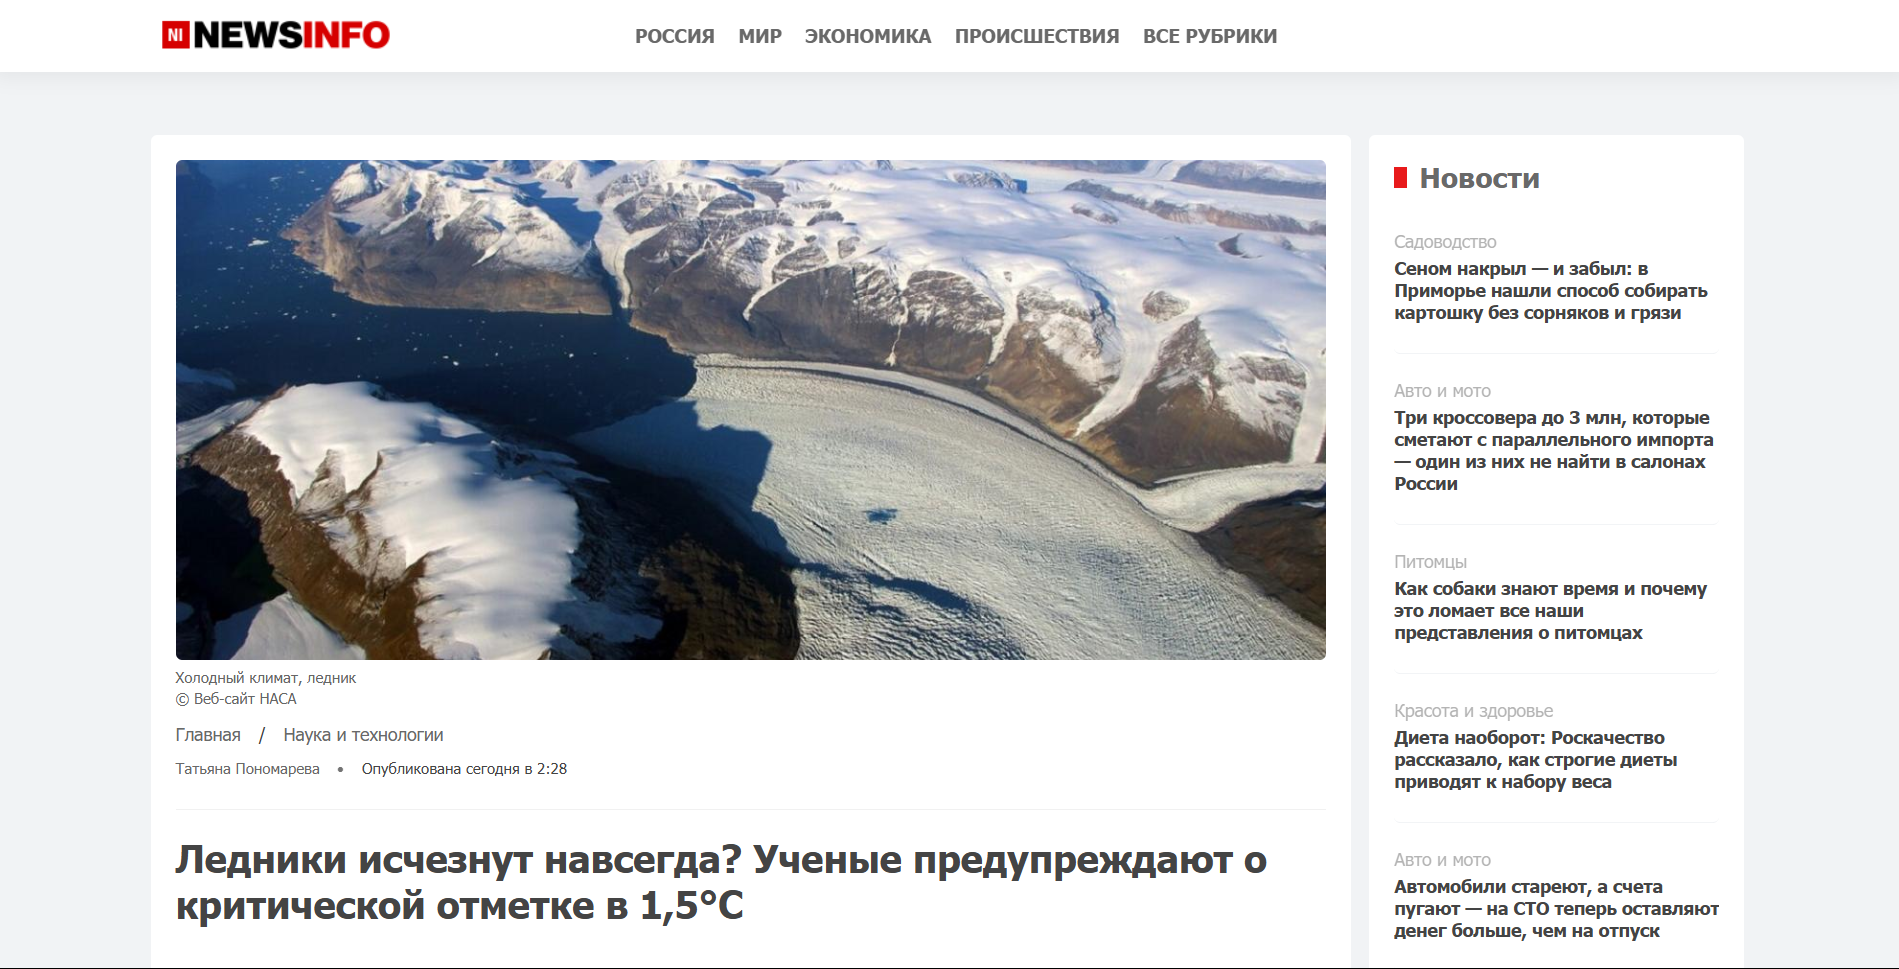 NI NEWSINFO
РОССИЯ МИР ЭКОНОМИКА ПРОИСШЕСТВИЯ ВСЕ РУБРИКИ
Холодный климат, ледник
© Веб-сайт НАСА
Главная / Наука и технологии
Татьяна Пономарева • Опубликована сегодня в 2:28
Ледники исчезнут навсегда? Ученые предупреждают о
критической отметке в 1,5°C
Новости
Садоводство
Сеном накрыл — и забыл: в
Приморье нашли способ собирать
картошку без сорняков и грязи
Авто и мото
Три кроссовера до 3 млн, которые
сметают с параллельного импорта
— один из них не найти в салонах
России
Питомцы
Как собаки знают время и почему
это ломает все наши
представления о питомцах
Красота и здоровье
Диета наоборот: Роскачество
рассказало, как строгие диеты
приводят к набору веса
Авто и мото
Автомобили стареют, а счета
пугают — на СТО теперь оставляют
денег больше, чем на отпуск